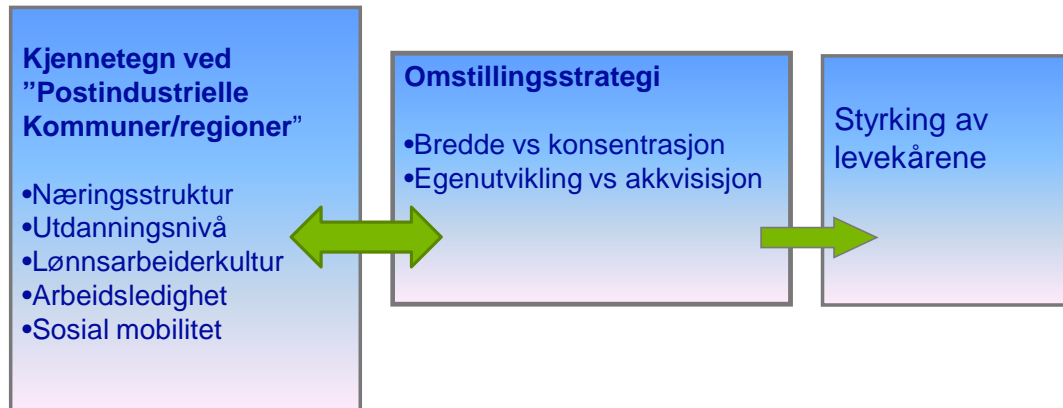 Kjennetegn ved
”Postindustrielle
Kommuner/regioner”
•Næringsstruktur
•Utdanningsnivå
•Lønnsarbeiderkultur
•Arbeidsledighet
•Sosial mobilitet
Omstillingsstrategi
•Bredde vs konsentrasjon
•Egenutvikling vs akkvisisjon
Styrking av
levekårene